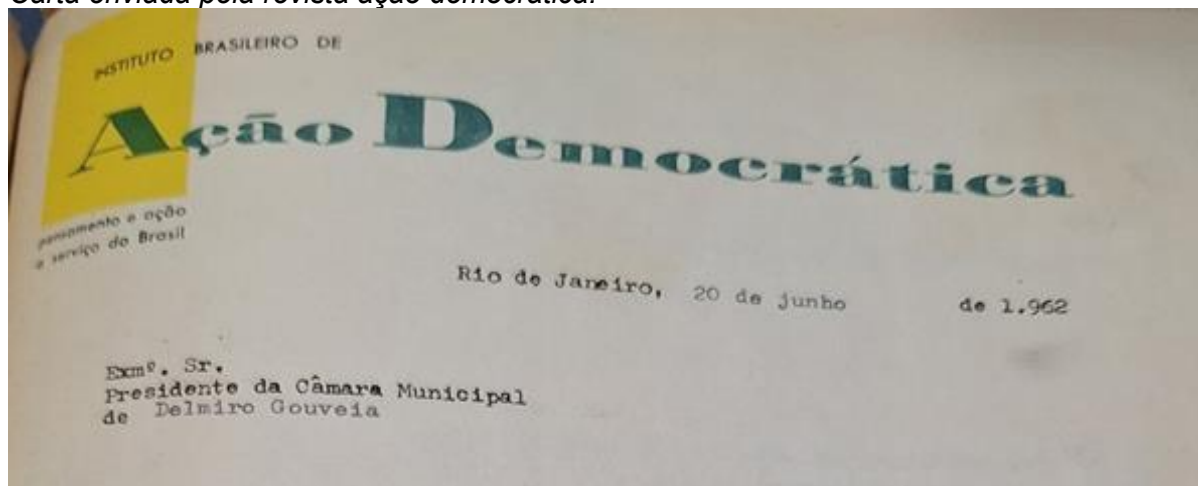 Carta enviada pela revista ação democrática.
INSTITUTO BRASILEIRO DE
Ação Democrática
pensamento e ação
a serviço do Brasil
Rio de Janeiro, 20 de junho de 1.962
Exmº. Sr.
Presidente da Câmara Municipal
de Delmiro Gouveia